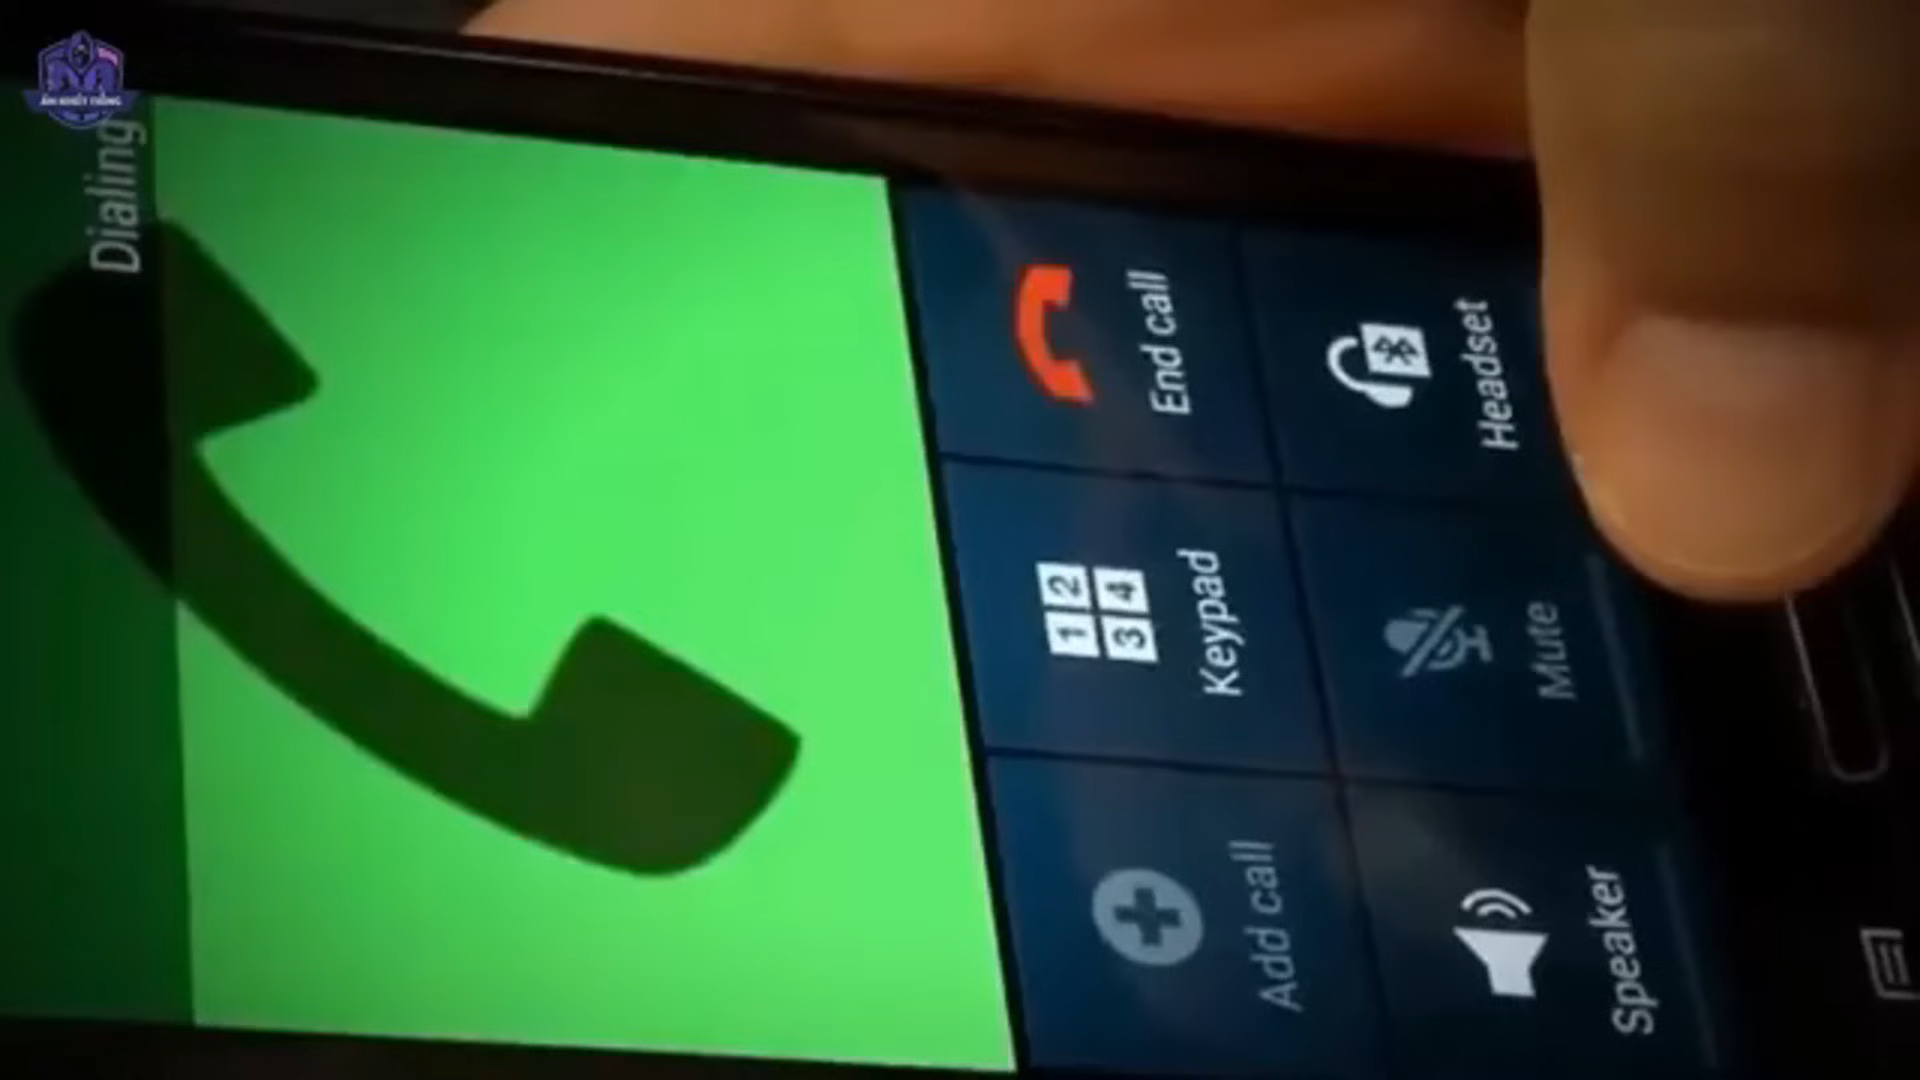 Dialing
Add call
Keypad
1 2
3 4
End call
Speaker
Mute
Headset